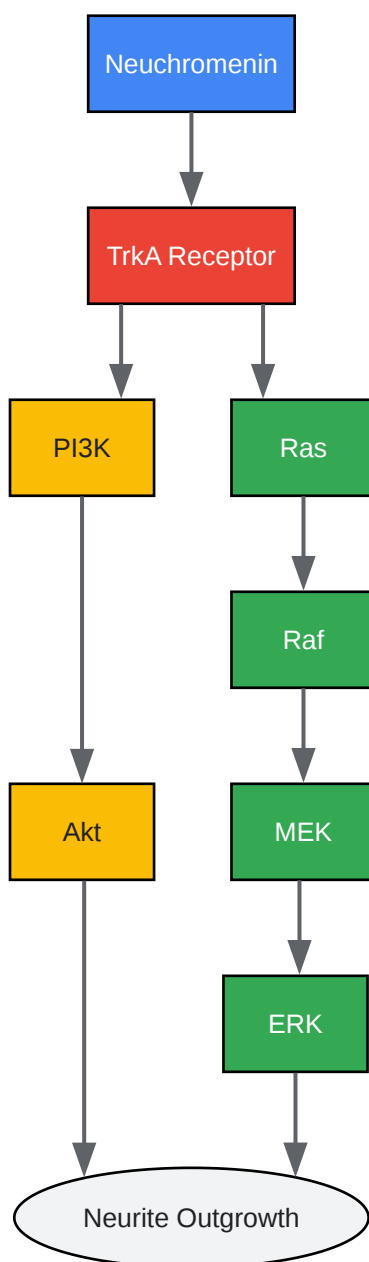 Neuchromenin
TrkA Receptor
PI3K
Ras
Raf
Akt
MEK
ERK
Neurite Outgrowth